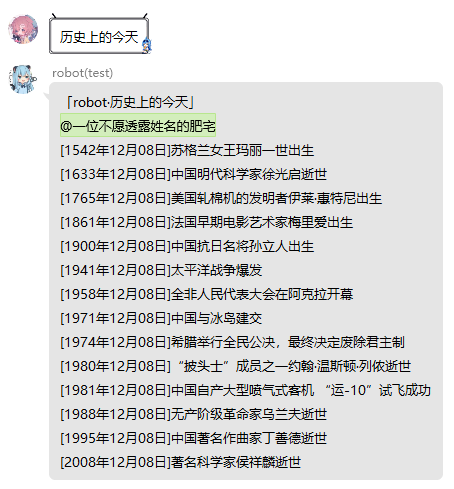 历史上的今天
robot(test)
「robot·历史上的今天」
@一位不愿透露姓名的肥宅
[1542年12月08日]苏格兰女王玛丽一世出生
[1633年12月08日]中国明代科学家徐光启逝世
[1765年12月08日]美国轧棉机的发明者伊莱·惠特尼出生
[1861年12月08日]法国早期电影艺术家梅里爱出生
[1900年12月08日]中国抗日名将孙立人出生
[1941年12月08日]太平洋战争爆发
[1958年12月08日]全非人民代表大会在阿克拉开幕
[1971年12月08日]中国与冰岛建交
[1974年12月08日]希腊举行全民公决，最终决定废除君主制
[1980年12月08日]“披头士”成员之一约翰·温斯顿·列侬逝世
[1981年12月08日]中国自产大型喷气式客机 “运-10”试飞成功
[1988年12月08日]无产阶级革命家乌兰夫逝世
[1995年12月08日]中国著名作曲家丁善德逝世
[2008年12月08日]著名科学家侯祥麟逝世